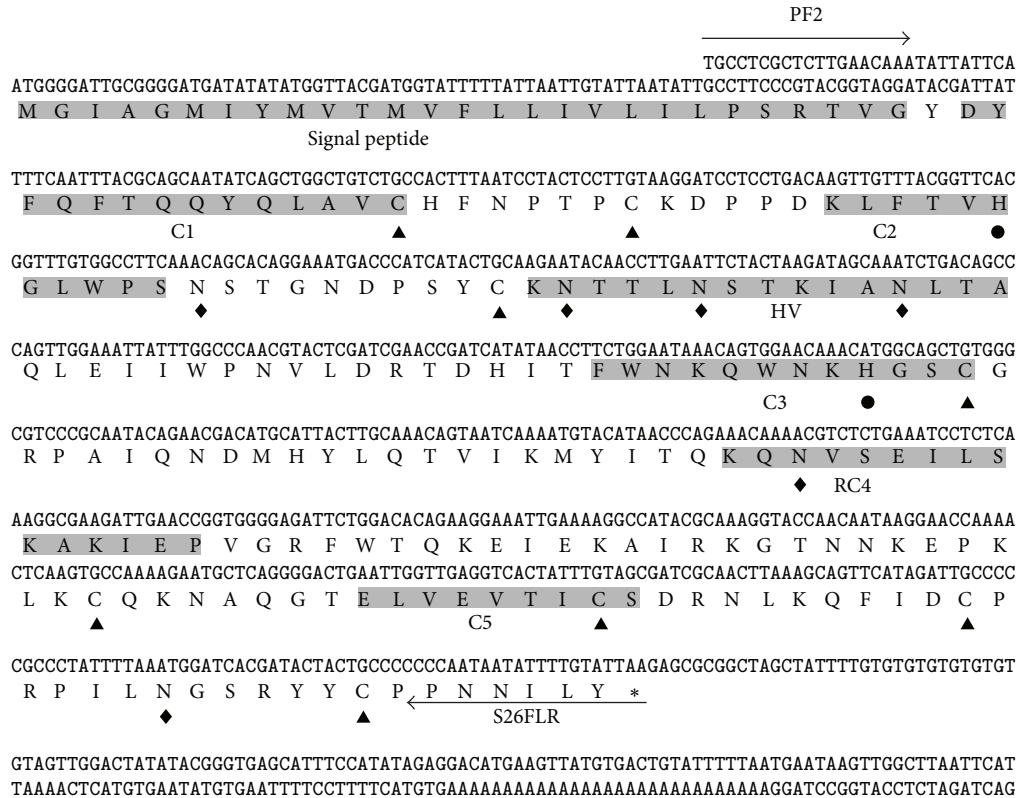 PF2
TGCCTCGCTCTTGAACAAATATTATTCA
ATGGGGATTGCGGGGATGATATATATGGTTACGATGGTATTTTTATTAATTGTATTAATATTGCCTTCCCGTACGGTAGGATACGATTAT
M G I A G M I Y M V T M V F L L I V L I L P S R T V G Y D Y
Signal peptide
TTTCAATTTACGCAGCAATATCAGCTGGCTGTCTGCCACTTTAATCCTACTCCTTGTAAGGATCCTCCTGACAAGTTGTTTACGGTTCAC
F Q F T Q Q Y Q L A V C H F N P T P C K D P P D K L F T V H
C1 ▲ ▲ C2 ●
GGTTTGTGGCCTTCAAACAGCACAGGAAATGACCCATCATACTGCAAGAATACAACCTTGAATTCTACTAAGATAGCAAATCTGACAGCC
G L W P S N S T G N D P S Y C K N T T L N S T K I A N L T A
◆ ▲ ◆ ◆ HV ◆
CAGTTGGAAATTATTTGGCCCAACGTACTCGATCGAACCGATCATATAACCTTCTGGAATAAACAGTGGAACAAACATGGCAGCTGTGGG
Q L E I I W P N V L D R T D H I T F W N K Q W N K H G S C G
C3 ● ▲
CGTCCCGCAATACAGAACGACATGCATTACTTGCAAACAGTAATCAAAATGTACATAACCCAGAAACAAAACGTCTCTGAAATCCTCTCA
R P A I Q N D M H Y L Q T V I K M Y I T Q K Q N V S E I L S
◆ RC4
AAGGCGAAGATTGAACCGGTGGGGAGATTCTGGACACAGAAGGAAATTGAAAAGGCCATACGCAAAGGTACCAACAATAAGGAACCAAAA
K A K I E P V G R F W T Q K E I E K A I R K G T N N K E P K
CTCAAGTGCCAAAAGAATGCTCAGGGGACTGAATTGGTTGAGGTCACTATTTGTAGCGATCGCAACTTAAAGCAGTTCATAGATTGCCCC
L K C Q K N A Q G T E L V E V T I C S D R N L K Q F I D C P
▲ C5 ▲ ▲
CGCCCTATTTTAAATGGATCACGATACTACTGCCCCCCCAATAATATTTTGTATTAAGAGCGCGGCTAGCTATTTTGTGTGTGTGTGTGT
R P I L N G S R Y Y C P P N N I L Y *
◆ ▲ S26FLR
GTAGTTGGACTATATACGGGTGAGCATTTCCATATAGAGGACATGAAGTTATGTGACTGTATTTTTAATGAATAAGTTGGCTTAATTCAT
TAAAACTCATGTGAATATGTGAATTTTCCTTTTCATGTGAAAAAAAAAAAAAAAAAAAAAAAAAAAAGGATCCGGTACCTCTAGATCAG